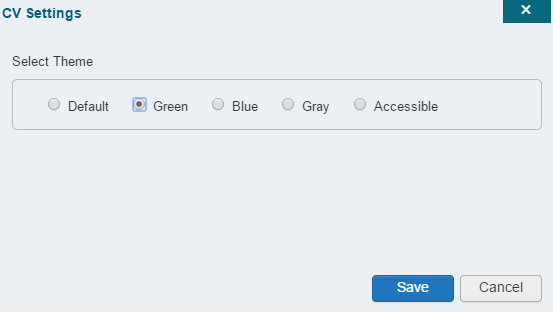 CV Settings
Select Theme
Default Green Blue Gray Accessible
Save Cancel